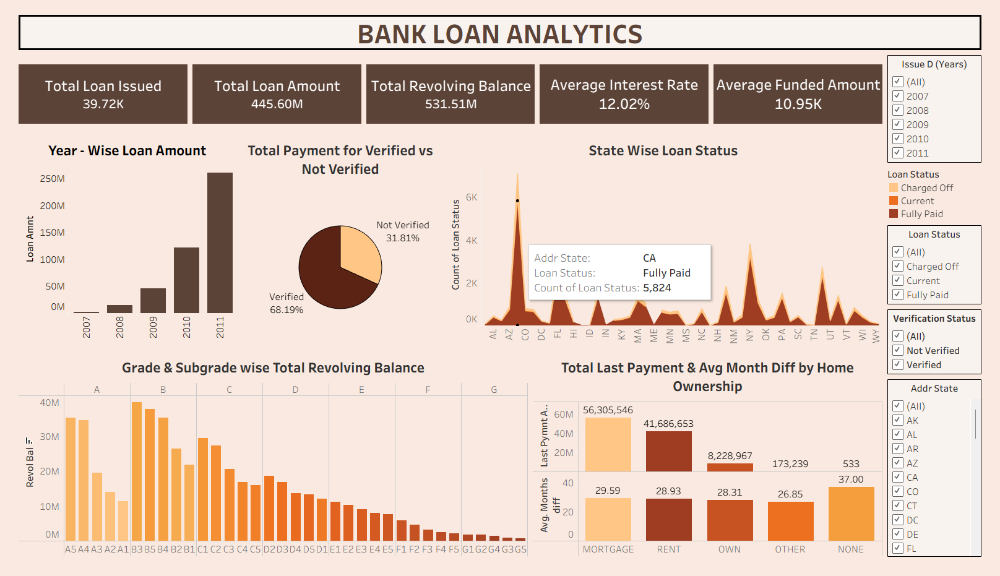 BANK LOAN ANALYTICS
Total Loan Issued
39.72K
Total Loan Amount
445.60M
Total Revolving Balance
531.51M
Average Interest Rate
12.02%
Average Funded Amount
10.95K
Issue D (Years)
(All)
2007
2008
2009
2010
2011
Loan Status
Charged Off
Current
Fully Paid
Loan Status
(All)
Charged Off
Current
Fully Paid
Verification Status
(All)
Not Verified
Verified
Addr State
(All)
AK
AL
AR
AZ
CA
CO
CT
DC
DE
FL
Year - Wise Loan Amount
Loan Amnt
250M
200M
150M
100M
50M
0M
2007
2008
2009
2010
2011
Total Payment for Verified vs
Not Verified
Not Verified
31.81%
Verified
68.19%
State Wise Loan Status
Count of Loan Status
6K
4K
2K
0K
Addr State: CA
Loan Status: Fully Paid
Count of Loan Status: 5,824
AL
AZ
CO
DC
FL
HI
ID
IN
KY
MA
ME
MN
MS
NC
NH
NM
NY
OK
PA
SC
TN
UT
VT
WI
WY
Grade & Subgrade wise Total Revolving Balance
A B C D E F G
Revol Bal
40M
30M
20M
10M
0M
A5 A4 A3 A2 A1 B3 B5 B4 B2 B1 C1 C2 C3 C4 C5 D2 D3 D4 D5 D1 E1 E2 E3 E4 E5 F1 F2 F3 F4 F5 G1 G2 G4 G3 G5
Total Last Payment & Avg Month Diff by Home
Ownership
Last Pymnt A..
60M
40M
20M
56,305,546
41,686,653
8,228,967
173,239
533
Avg. Months
diff
40
20
0
29.59
28.93
28.31
26.85
37.00
MORTGAGE RENT OWN OTHER NONE